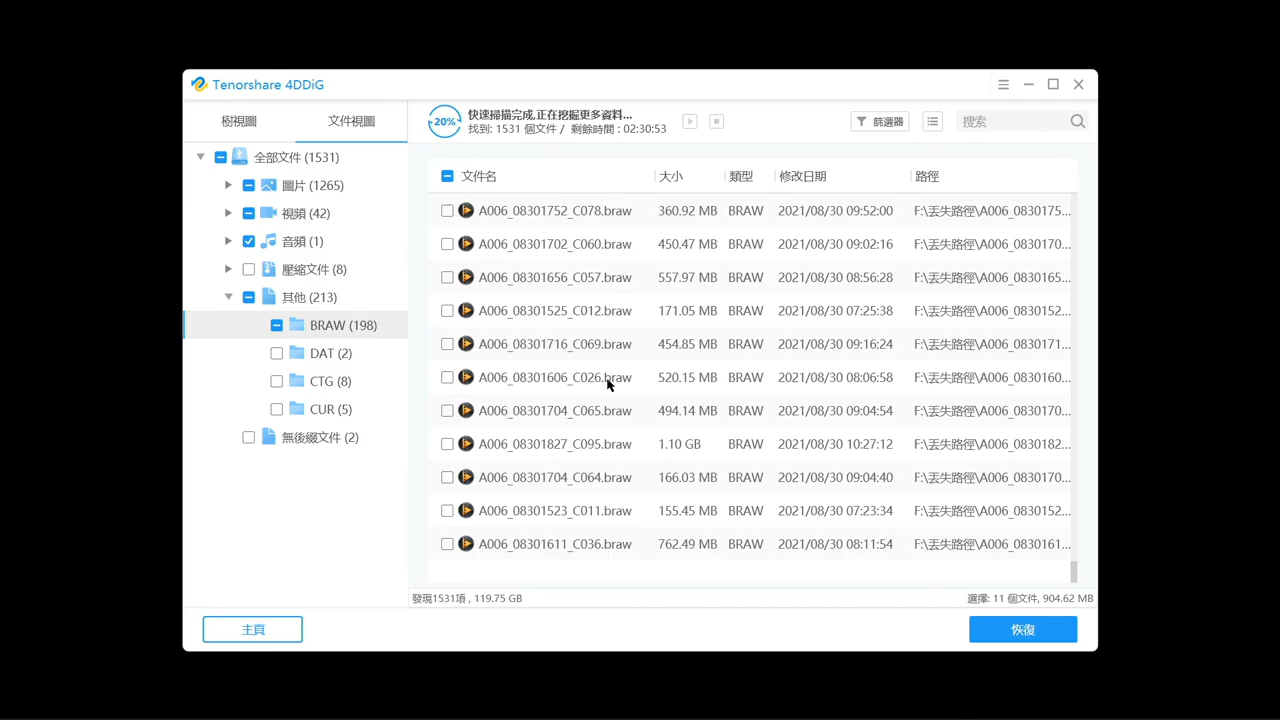 Tenorshare 4DDiG
樹視圖 文件視圖
20% 快速掃描完成,正在挖掘更多資料...
找到: 1531 個文件 / 剩餘時間 : 02:30:53
篩選器
搜索
全部文件 (1531)
圖片 (1265)
視頻 (42)
音頻 (1)
壓縮文件 (8)
其他 (213)
BRAW (198)
DAT (2)
CTG (8)
CUR (5)
無後綴文件 (2)
文件名 大小 類型 修改日期 路徑
A006_08301752_C078.braw 360.92 MB BRAW 2021/08/30 09:52:00 F:\丟失路徑\A006_0830175...
A006_08301702_C060.braw 450.47 MB BRAW 2021/08/30 09:02:16 F:\丟失路徑\A006_0830170...
A006_08301656_C057.braw 557.97 MB BRAW 2021/08/30 08:56:28 F:\丟失路徑\A006_0830165...
A006_08301525_C012.braw 171.05 MB BRAW 2021/08/30 07:25:38 F:\丟失路徑\A006_0830152...
A006_08301716_C069.braw 454.85 MB BRAW 2021/08/30 09:16:24 F:\丟失路徑\A006_0830171...
A006_08301606_C026.braw 520.15 MB BRAW 2021/08/30 08:06:58 F:\丟失路徑\A006_0830160...
A006_08301704_C065.braw 494.14 MB BRAW 2021/08/30 09:04:54 F:\丟失路徑\A006_0830170...
A006_08301827_C095.braw 1.10 GB BRAW 2021/08/30 10:27:12 F:\丟失路徑\A006_0830182...
A006_08301704_C064.braw 166.03 MB BRAW 2021/08/30 09:04:40 F:\丟失路徑\A006_0830170...
A006_08301523_C011.braw 155.45 MB BRAW 2021/08/30 07:23:34 F:\丟失路徑\A006_0830152...
A006_08301611_C036.braw 762.49 MB BRAW 2021/08/30 08:11:54 F:\丟失路徑\A006_0830161...
發現1531項 , 119.75 GB
選擇: 11 個文件, 904.62 MB
主頁
恢復